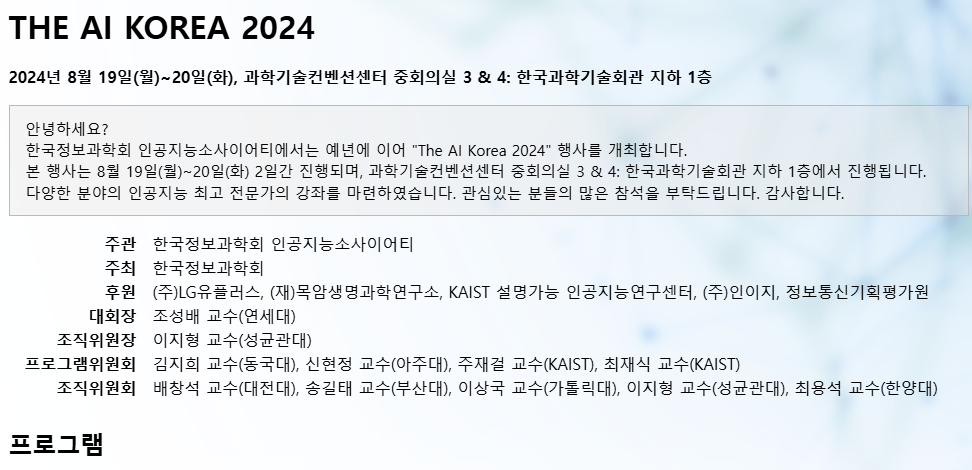 THE AI KOREA 2024
2024년 8월 19일(월)~20일(화), 과학기술컨벤션센터 중회의실 3 & 4: 한국과학기술회관 지하 1층
안녕하세요?
한국정보과학회 인공지능소사이어티에서는 예년에 이어 "The AI Korea 2024" 행사를 개최합니다.
본 행사는 8월 19일(월)~20일(화) 2일간 진행되며, 과학기술컨벤션센터 중회의실 3 & 4: 한국과학기술회관 지하 1층에서 진행됩니다.
다양한 분야의 인공지능 최고 전문가의 강좌를 마련하였습니다. 관심있는 분들의 많은 참석을 부탁드립니다. 감사합니다.
주관 한국정보과학회 인공지능소사이어티
주최 한국정보과학회
후원 (주)LG유플러스, (재)목암생명과학연구소, KAIST 설명가능 인공지능연구센터, (주)인이지, 정보통신기획평가원
대회장 조성배 교수(연세대)
조직위원장 이지형 교수(성균관대)
프로그램위원회 김지희 교수(동국대), 신현정 교수(아주대), 주재걸 교수(KAIST), 최재식 교수(KAIST)
조직위원회 배창석 교수(대전대), 송길태 교수(부산대), 이상국 교수(가톨릭대), 이지형 교수(성균관대), 최용석 교수(한양대)
프로그램